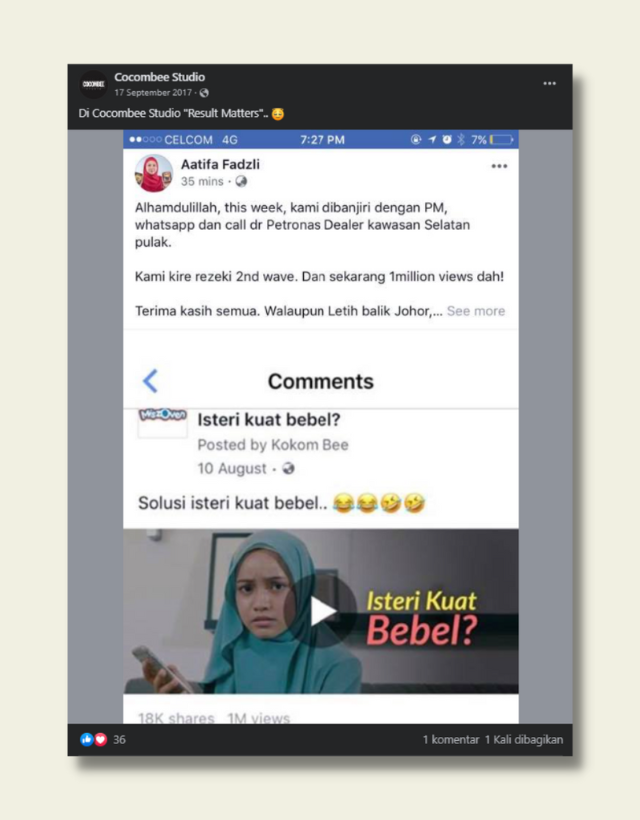 COCOMBEE
Cocombee Studio
17 September 2017 ·
Di Cocombee Studio "Result Matters"..
CELCOM 4G 7:27 PM 7%
Aatifa Fadzli
35 mins ·
Alhamdulillah, this week, kami dibanjiri dengan PM,
whatsapp dan call dr Petronas Dealer kawasan Selatan
pulak.
Kami kire rezeki 2nd wave. Dan sekarang 1million views dah!
Terima kasih semua. Walaupun Letih balik Johor,... See more
Comments
WizOven
Isteri kuat bebel?
Posted by Kokom Bee
10 August ·
Solusi isteri kuat bebel.. 😂😂🤣🤣
Isteri Kuat
Bebel?
18K shares 1M views
36 1 komentar 1 Kali dibagikan